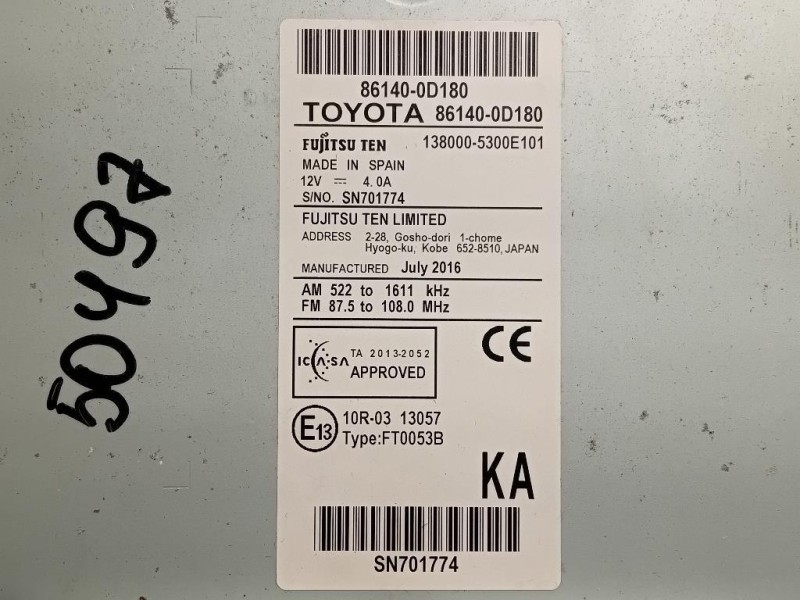 86140-0D180
TOYOTA 86140-0D180
FUJITSU TEN 138000-5300E101
MADE IN SPAIN
12V ⎓ 4.0A
S/NO. SN701774
FUJITSU TEN LIMITED
ADDRESS 2-28, Gosho-dori 1-chome
Hyogo-ku, Kobe 652-8510, JAPAN
MANUFACTURED July 2016
AM 522 to 1611 kHz
FM 87.5 to 108.0 MHz
CE
ICASA TA 2013-2052
APPROVED
E13 10R-03 13057
Type:FT0053B
KA
SN701774
50497